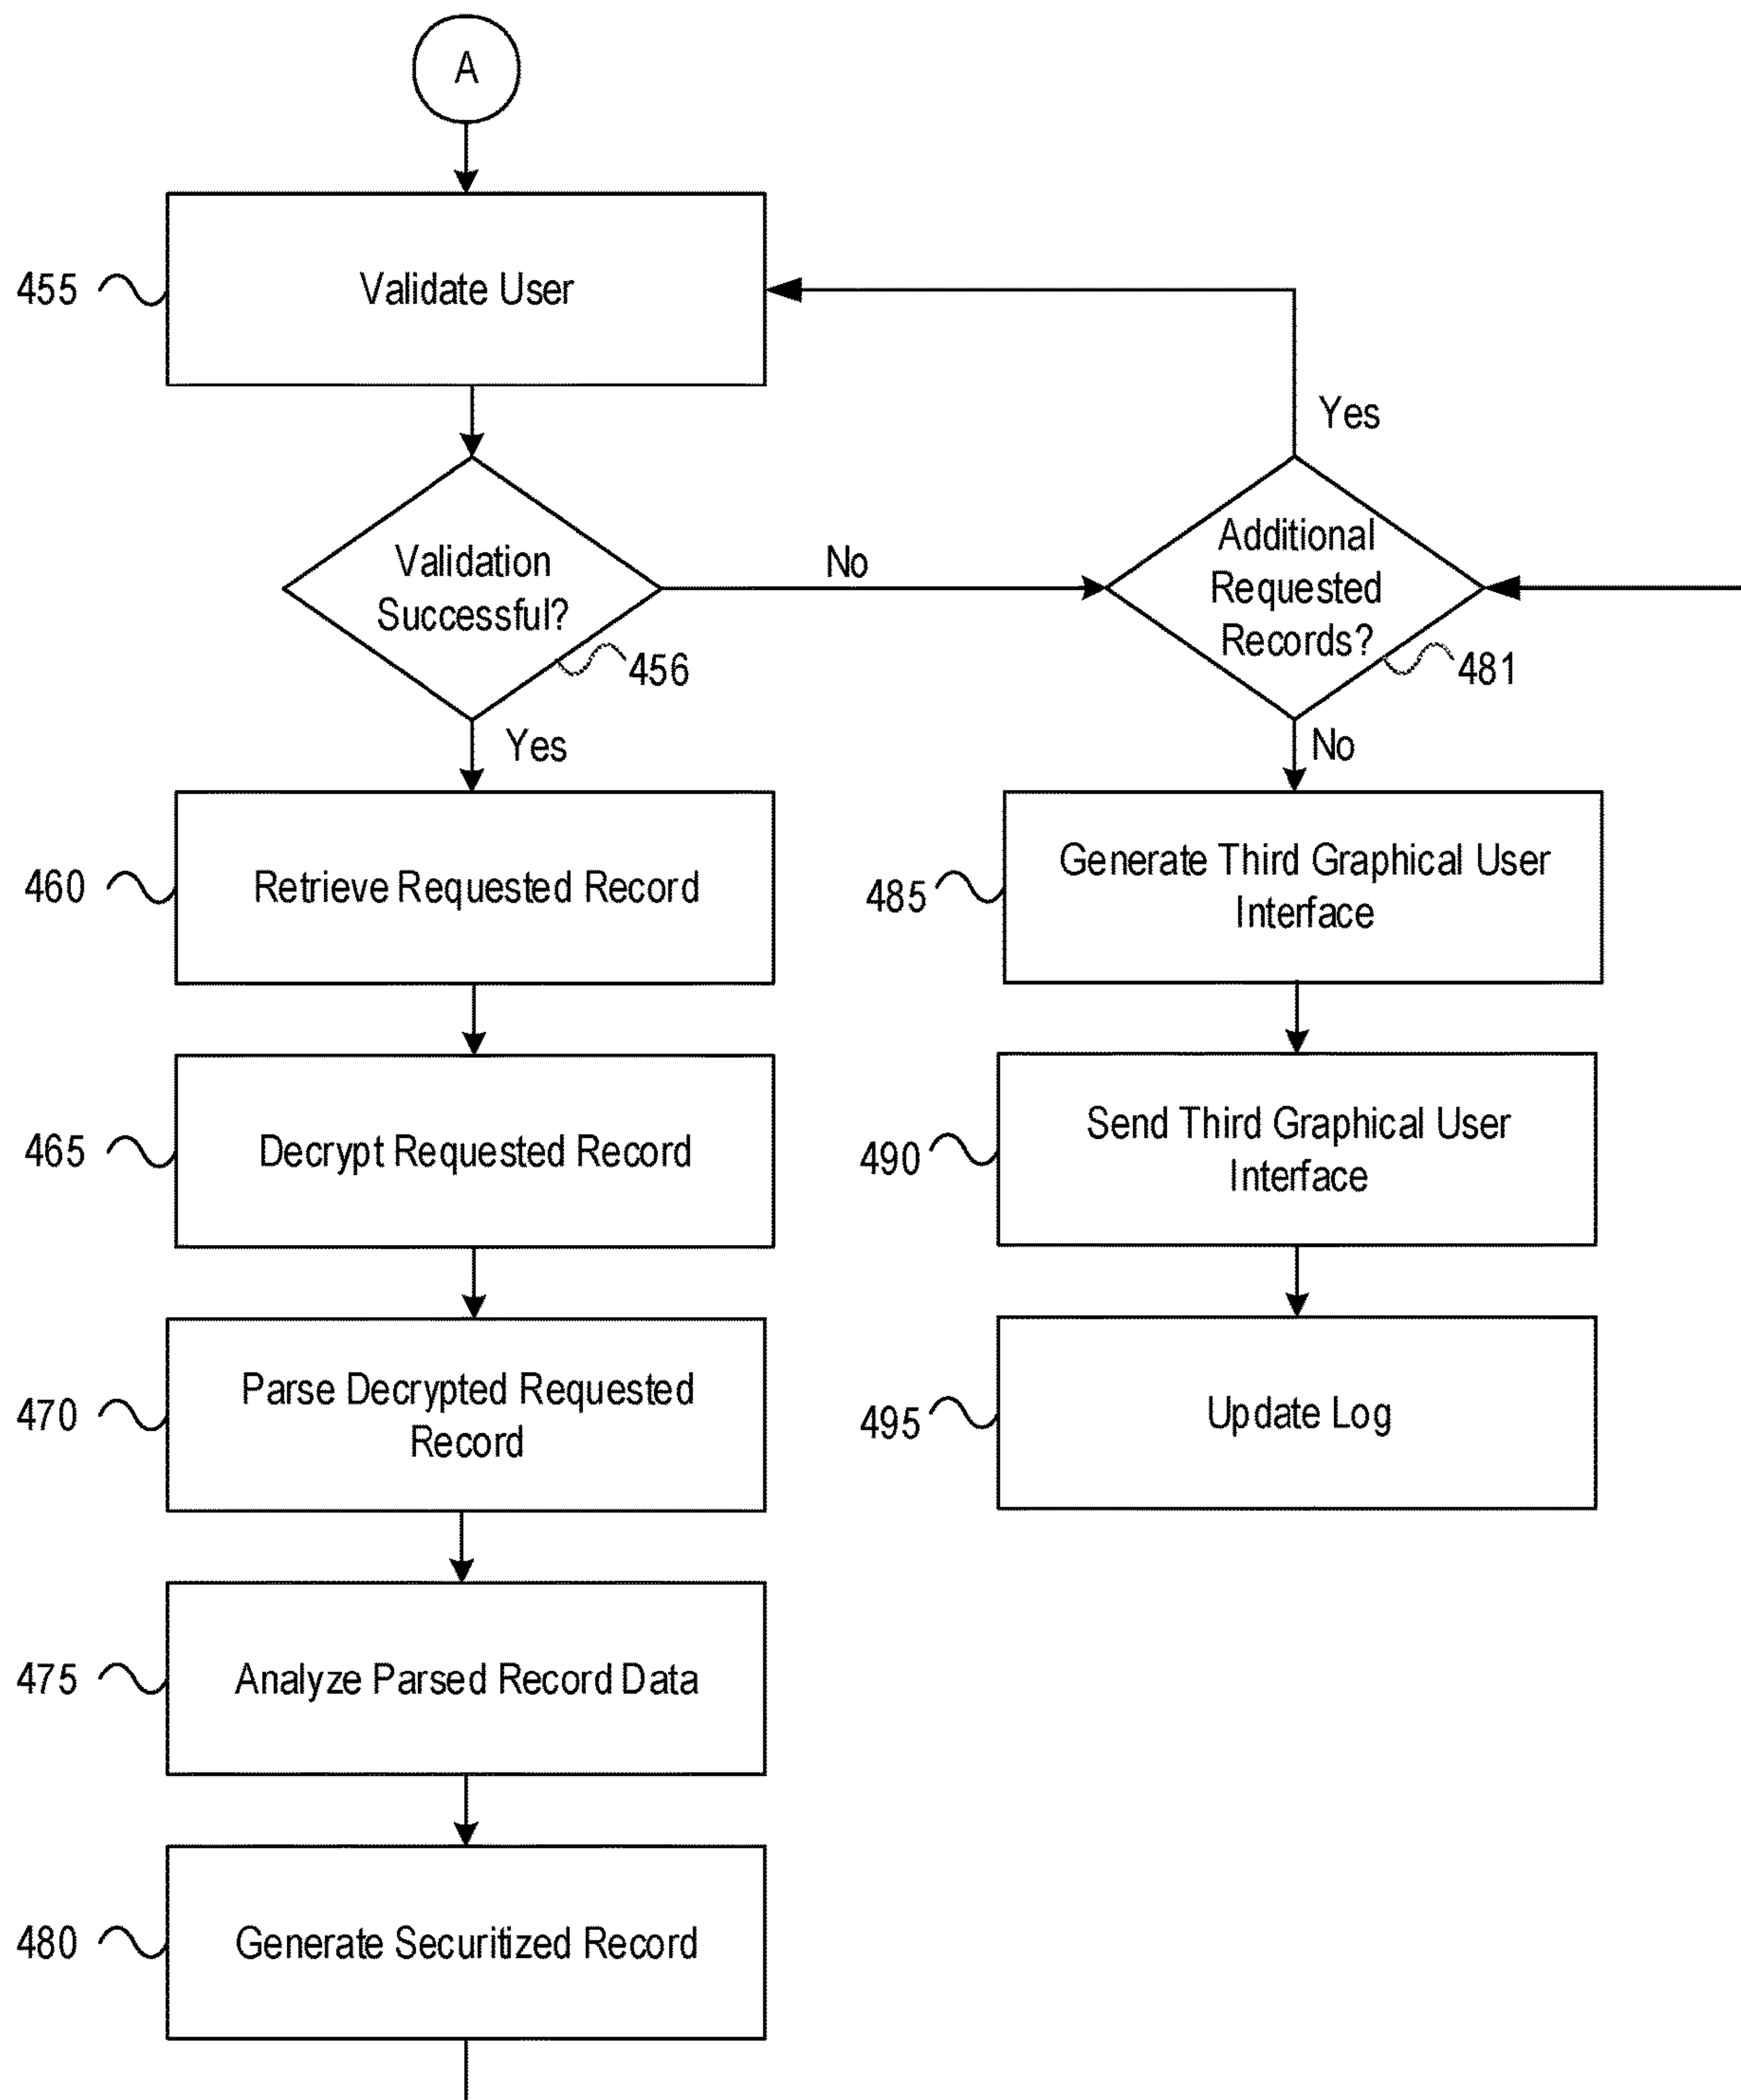 A
455
Validate User
Yes
Validation
Successful?
456
No
Additional
Requested
Records?
481
Yes
No
460
Retrieve Requested Record
485
Generate Third Graphical User
Interface
465
Decrypt Requested Record
490
Send Third Graphical User
Interface
470
Parse Decrypted Requested
Record
495
Update Log
475
Analyze Parsed Record Data
480
Generate Securitized Record